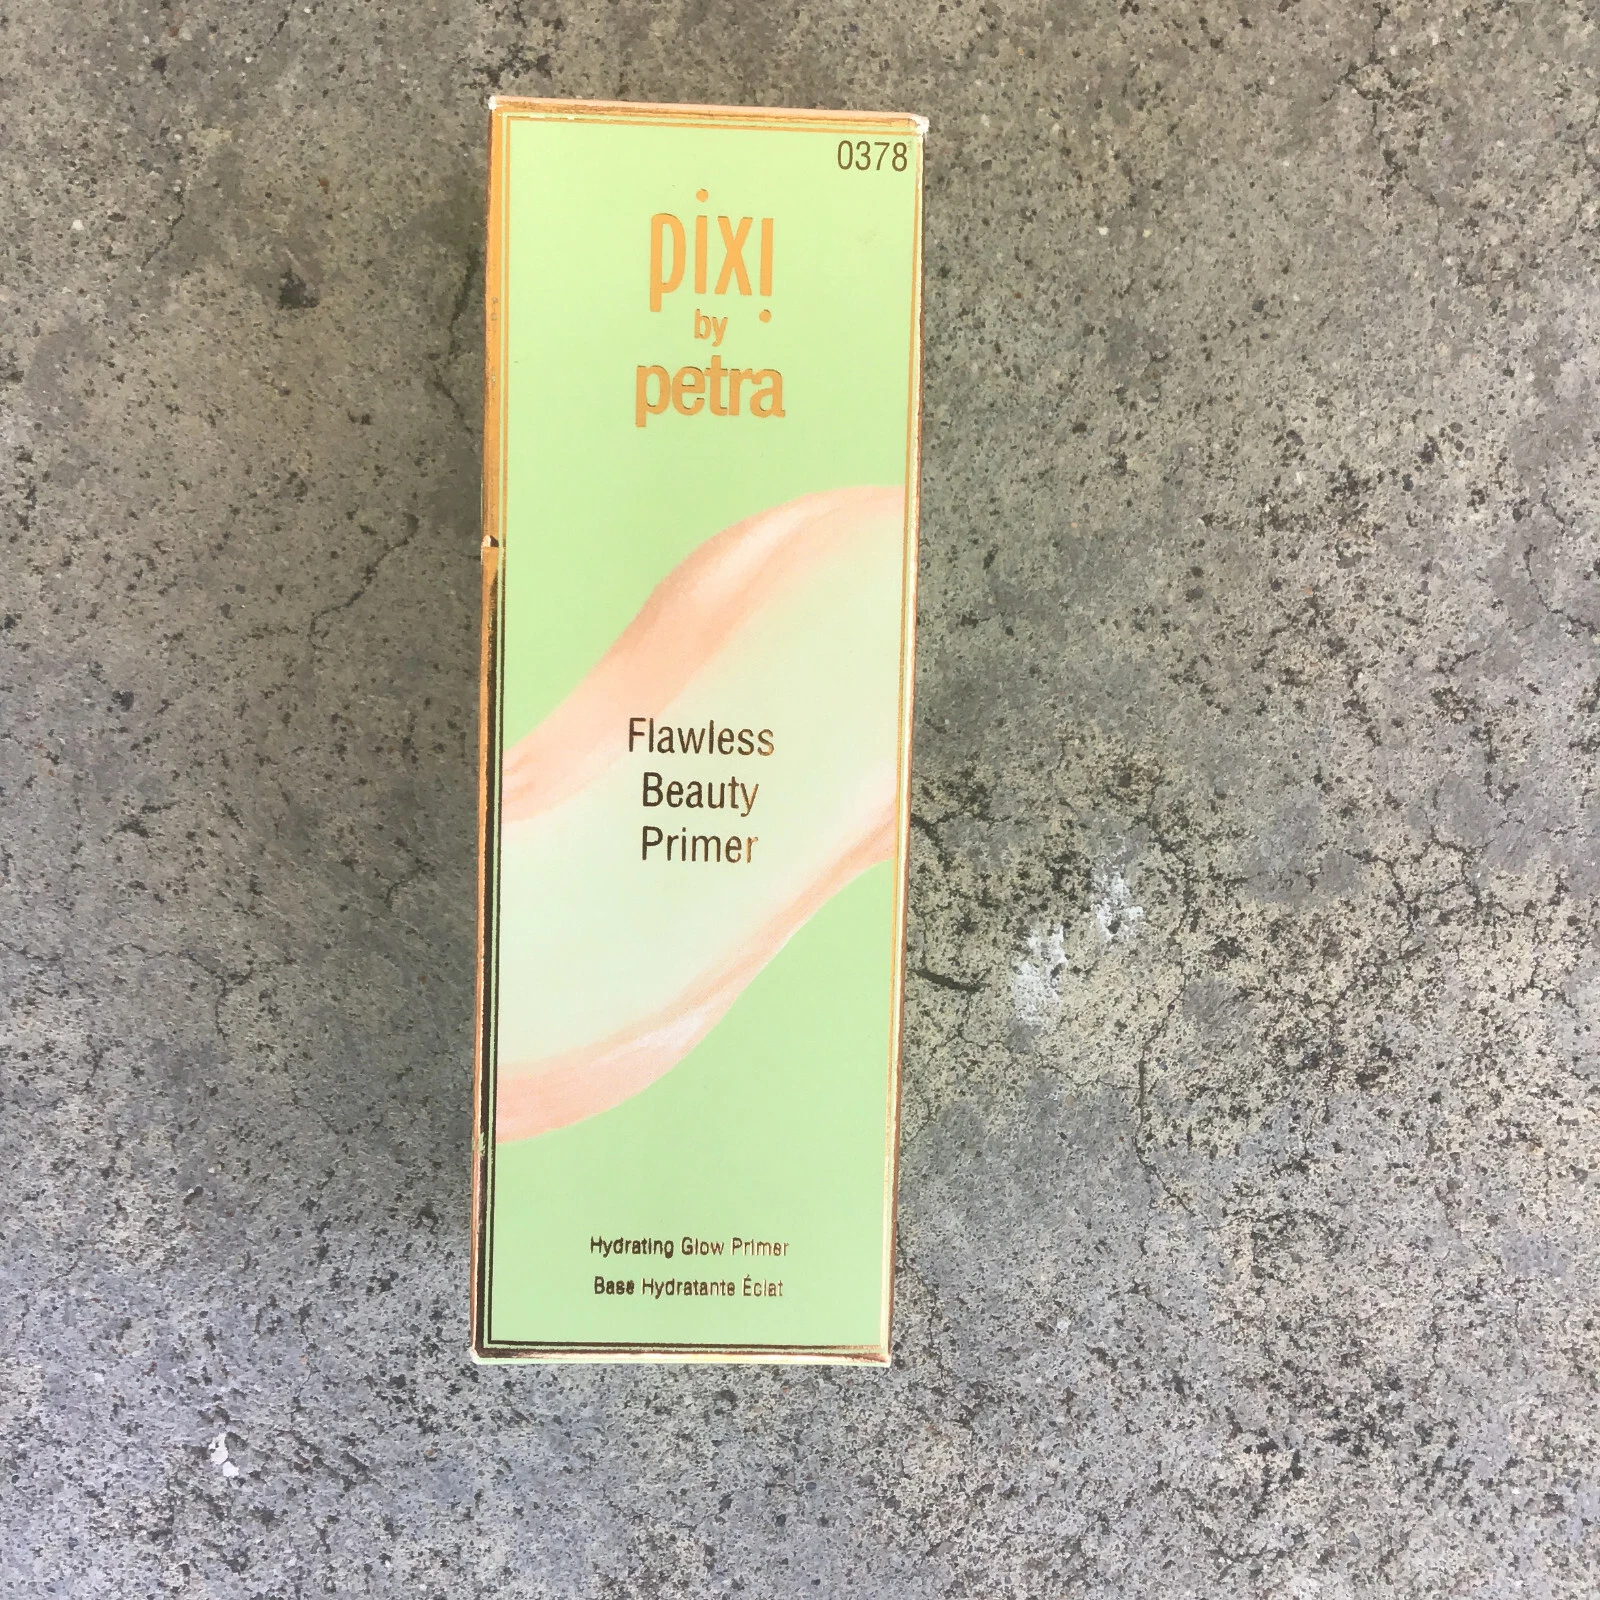 0378
pixi
by
petra
Flawless
Beauty
Primer
Hydrating Glow Primer
Base Hydratante Éclat